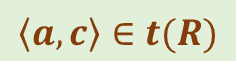 ⟨a, c⟩ ∈ t(R)